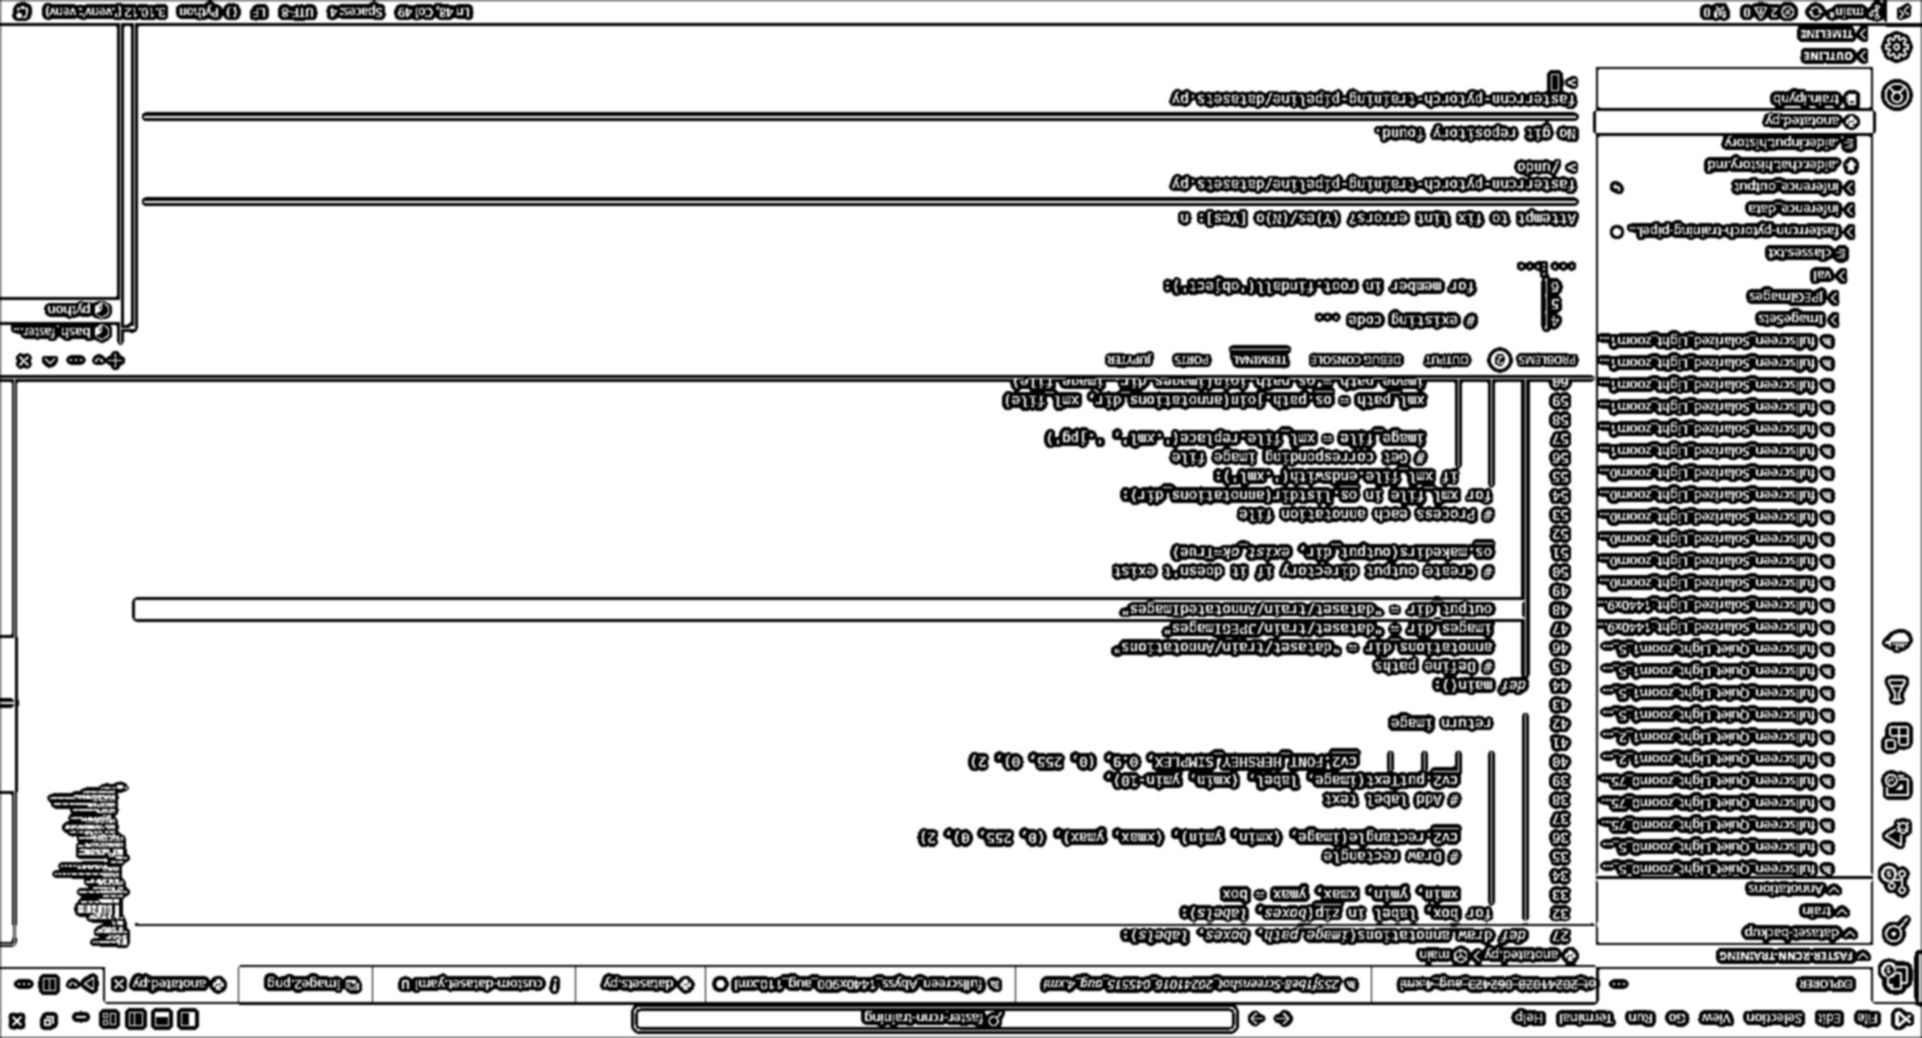 File Edit Selection View Go Run Terminal Help
faster-rcnn-training
EXPLORER
ot_20241028_062423_aug_4.xml
255f1be8-Screenshot_20241016_045515_aug_4.xml
fullscreen_Abyss_1440x900_aug_110.xml
datasets.py
custom-dataset.yaml U
image2.png
anotated.py
FASTER-RCNN-TRAINING
dataset-backup
train
Annotations
fullscreen_Quiet_Light_zoom0_5...
fullscreen_Quiet_Light_zoom0_5...
fullscreen_Quiet_Light_zoom0_75...
fullscreen_Quiet_Light_zoom0_75...
fullscreen_Quiet_Light_zoom0_75...
fullscreen_Quiet_Light_zoom1_2...
fullscreen_Quiet_Light_zoom1_2...
fullscreen_Quiet_Light_zoom1_5...
fullscreen_Quiet_Light_zoom1_5...
fullscreen_Quiet_Light_zoom1_5...
fullscreen_Quiet_Light_zoom1_5...
fullscreen_Solarized_Light_1440x9...
fullscreen_Solarized_Light_1440x9...
fullscreen_Solarized_Light_zoom0...
fullscreen_Solarized_Light_zoom0...
fullscreen_Solarized_Light_zoom0...
fullscreen_Solarized_Light_zoom0...
fullscreen_Solarized_Light_zoom0...
fullscreen_Solarized_Light_zoom0...
fullscreen_Solarized_Light_zoom1...
fullscreen_Solarized_Light_zoom1...
fullscreen_Solarized_Light_zoom1...
fullscreen_Solarized_Light_zoom1...
fullscreen_Solarized_Light_zoom1...
fullscreen_Solarized_Light_zoom1...
ImageSets
JPEGImages
val
classes.txt
fasterrcnn-pytorch-training-pipel...
inference_data
inference_output
.aider.chat.history.md
.aider.input.history
anotated.py
train.ipynb
OUTLINE
TIMELINE
anotated.py > main
27 def draw_annotations(image_path, boxes, labels):
32 for box, label in zip(boxes, labels):
33 xmin, ymin, xmax, ymax = box
34
35 # Draw rectangle
36 cv2.rectangle(image, (xmin, ymin), (xmax, ymax), (0, 255, 0), 2)
37
38 # Add label text
39 cv2.putText(image, label, (xmin, ymin-10),
40 cv2.FONT_HERSHEY_SIMPLEX, 0.9, (0, 255, 0), 2)
41
42 return image
43
44 def main():
45 # Define paths
46 annotations_dir = "dataset/train/Annotations"
47 images_dir = "dataset/train/JPEGImages"
48 output_dir = "dataset/train/AnnotatedImages"
49
50 # Create output directory if it doesn't exist
51 os.makedirs(output_dir, exist_ok=True)
52
53 # Process each annotation file
54 for xml_file in os.listdir(annotations_dir):
55 if xml_file.endswith('.xml'):
56 # Get corresponding image file
57 image_file = xml_file.replace('.xml', '.jpg')
58
59 xml_path = os.path.join(annotations_dir, xml_file)
60 image_path = os.path.join(images_dir, image_file)
PROBLEMS 2 OUTPUT DEBUG CONSOLE TERMINAL PORTS JUPYTER
bash faster...
python
4 # existing code ...
5
6 for member in root.findall('object'):
Attempt to fix lint errors? (Y)es/(N)o [Yes]: n
fasterrcnn-pytorch-training-pipeline/datasets.py
> /undo
No git repository found.
fasterrcnn-pytorch-training-pipeline/datasets.py
>
main* 2 0 0 Ln 48, Col 49 Spaces: 4 UTF-8 LF Python 3.10.12 ('.venv': venv)